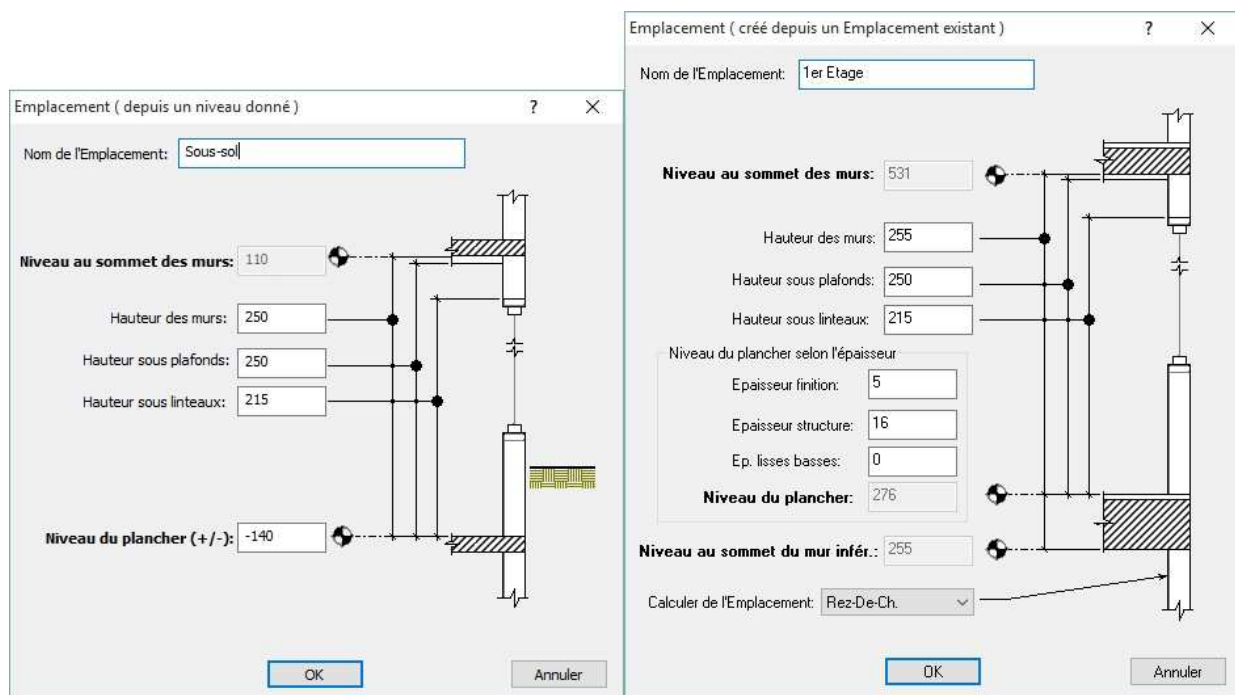 Emplacement ( depuis un niveau donné ) ?
Nom de l'Emplacement: Sous-sol
Niveau au sommet des murs: 110
Hauteur des murs: 250
Hauteur sous plafonds: 250
Hauteur sous linteaux: 215
Niveau du plancher (+/-): -140
OK Annuler
Emplacement ( créé depuis un Emplacement existant ) ?
Nom de l'Emplacement: 1er Etage
Niveau au sommet des murs: 531
Hauteur des murs: 255
Hauteur sous plafonds: 250
Hauteur sous linteaux: 215
Niveau du plancher selon l'épaisseur
Epaisseur finition: 5
Epaisseur structure: 16
Ep. lisses basses: 0
Niveau du plancher: 276
Niveau au sommet du mur infér.: 255
Calculer de l'Emplacement: Rez-De-Ch.
OK Annuler